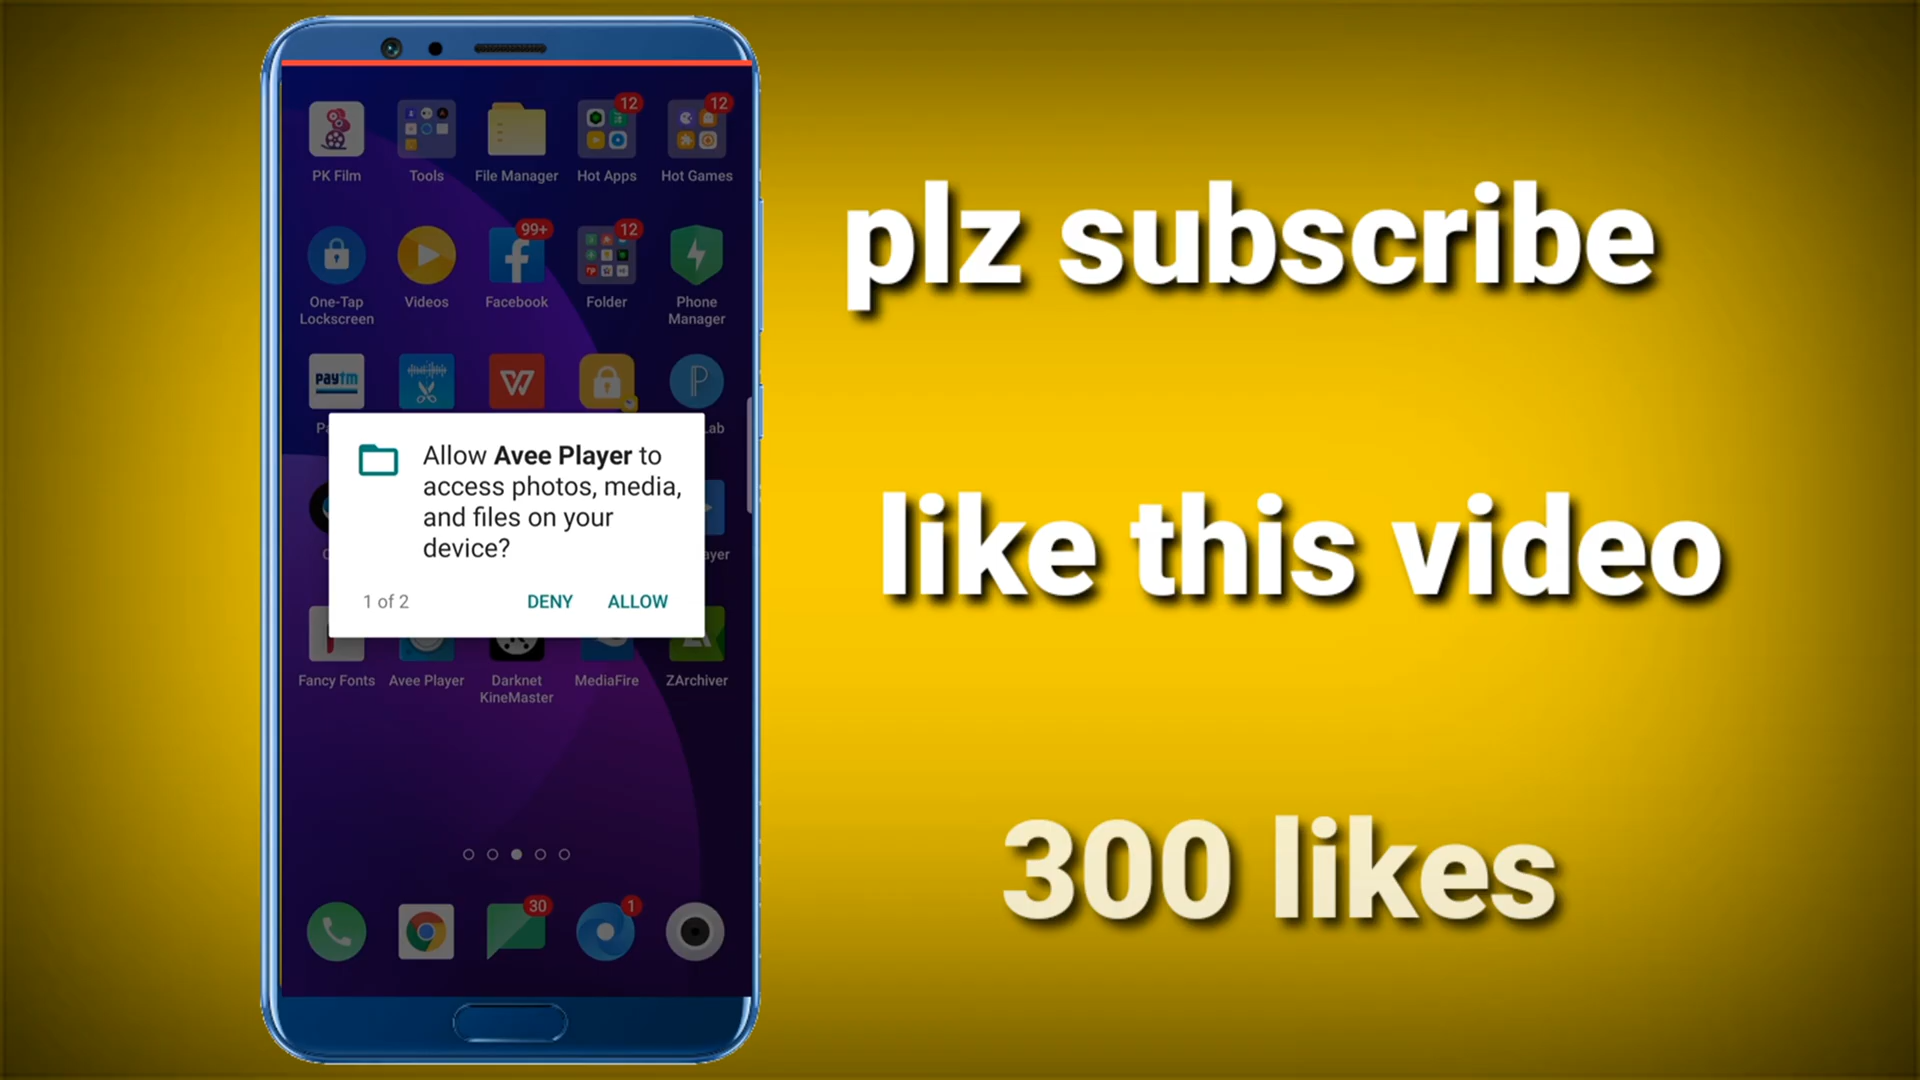 PK Film
Tools
File Manager
12
Hot Apps
12
Hot Games
One-Tap
Lockscreen
Videos
99+
Facebook
12
Folder
Phone
Manager
paytm
Allow Avee Player to
access photos, media,
and files on your
device?
1 of 2
DENY
ALLOW
Fancy Fonts
Avee Player
Darknet
KineMaster
MediaFire
ZArchiver
30
1
plz subscribe
like this video
300 likes